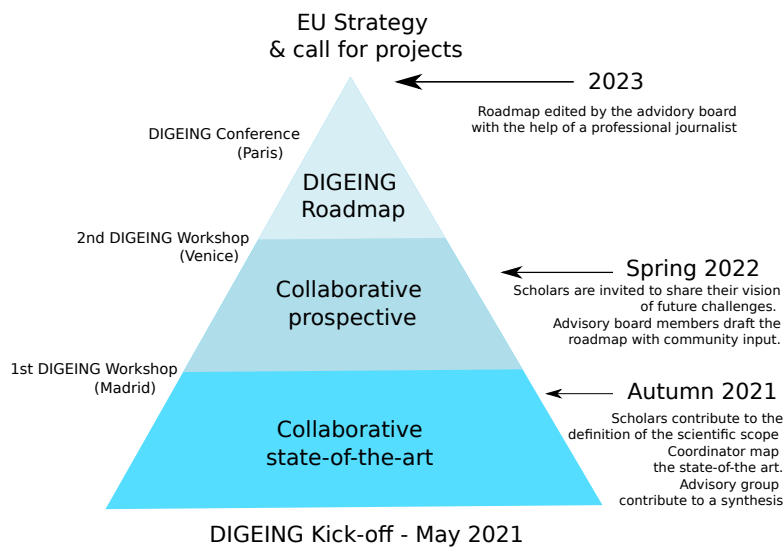 EU Strategy
& call for projects
2023
Roadmap edited by the advidory board
with the help of a professional journalist
DIGEING Conference
(Paris)
DIGEING
Roadmap
2nd DIGEING Workshop
(Venice)
Spring 2022
Scholars are invited to share their vision
of future challenges.
Advisory board members draft the
roadmap with community input.
Collaborative
prospective
1st DIGEING Workshop
(Madrid)
Autumn 2021
Scholars contribute to the
definition of the scientific scope
Coordinator map
the state-of-the art.
Advisory group
contribute to a synthesis
Collaborative
state-of-the-art
DIGEING Kick-off - May 2021